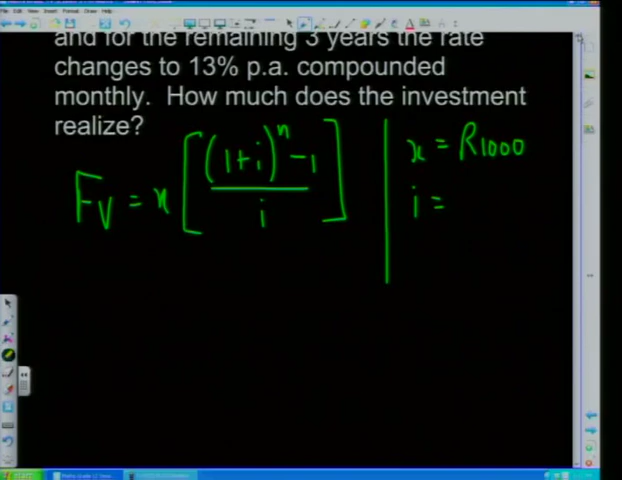 and for the remaining 3 years the rate
changes to 13% p.a. compounded
monthly.  How much does the investment
realize?
Fv = x [ ((1+i)^n - 1) / i ]
x = R1000
i =